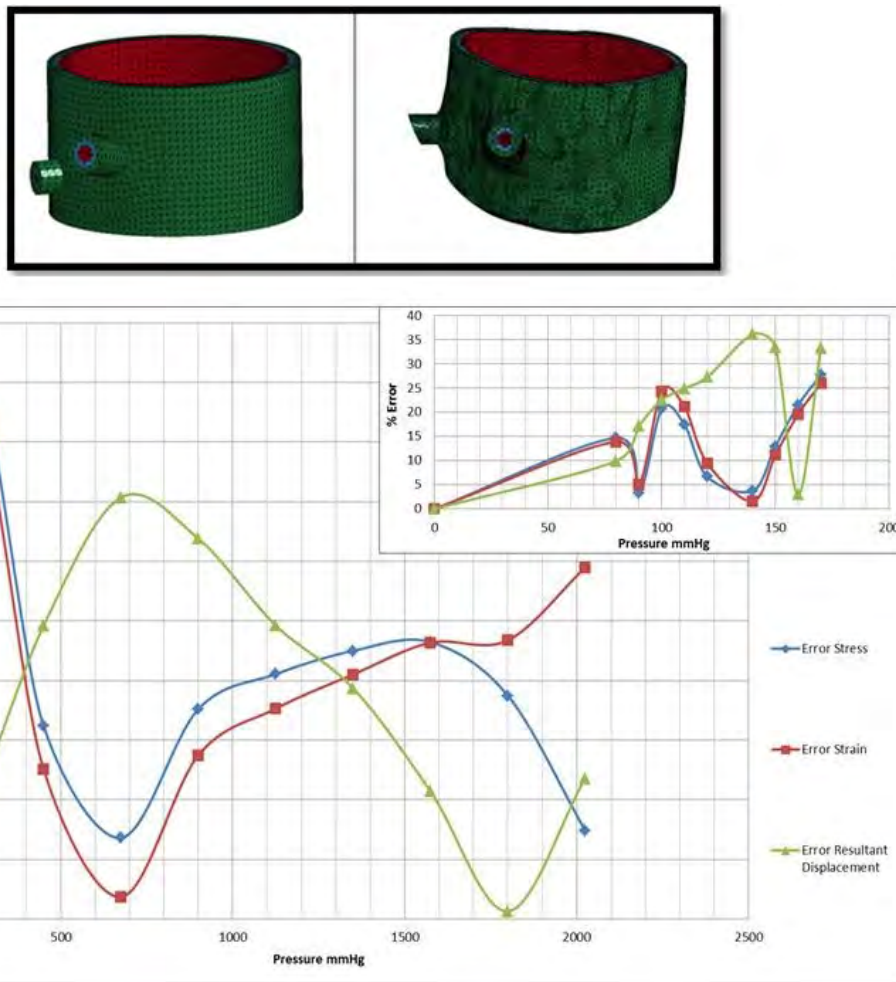 40
35
30
25
20
15
10
5
0
% Error
0 50 100 150 200
Pressure mmHg
Error Stress
Error Strain
Error Resultant
Displacement
500 1000 1500 2000 2500
Pressure mmHg